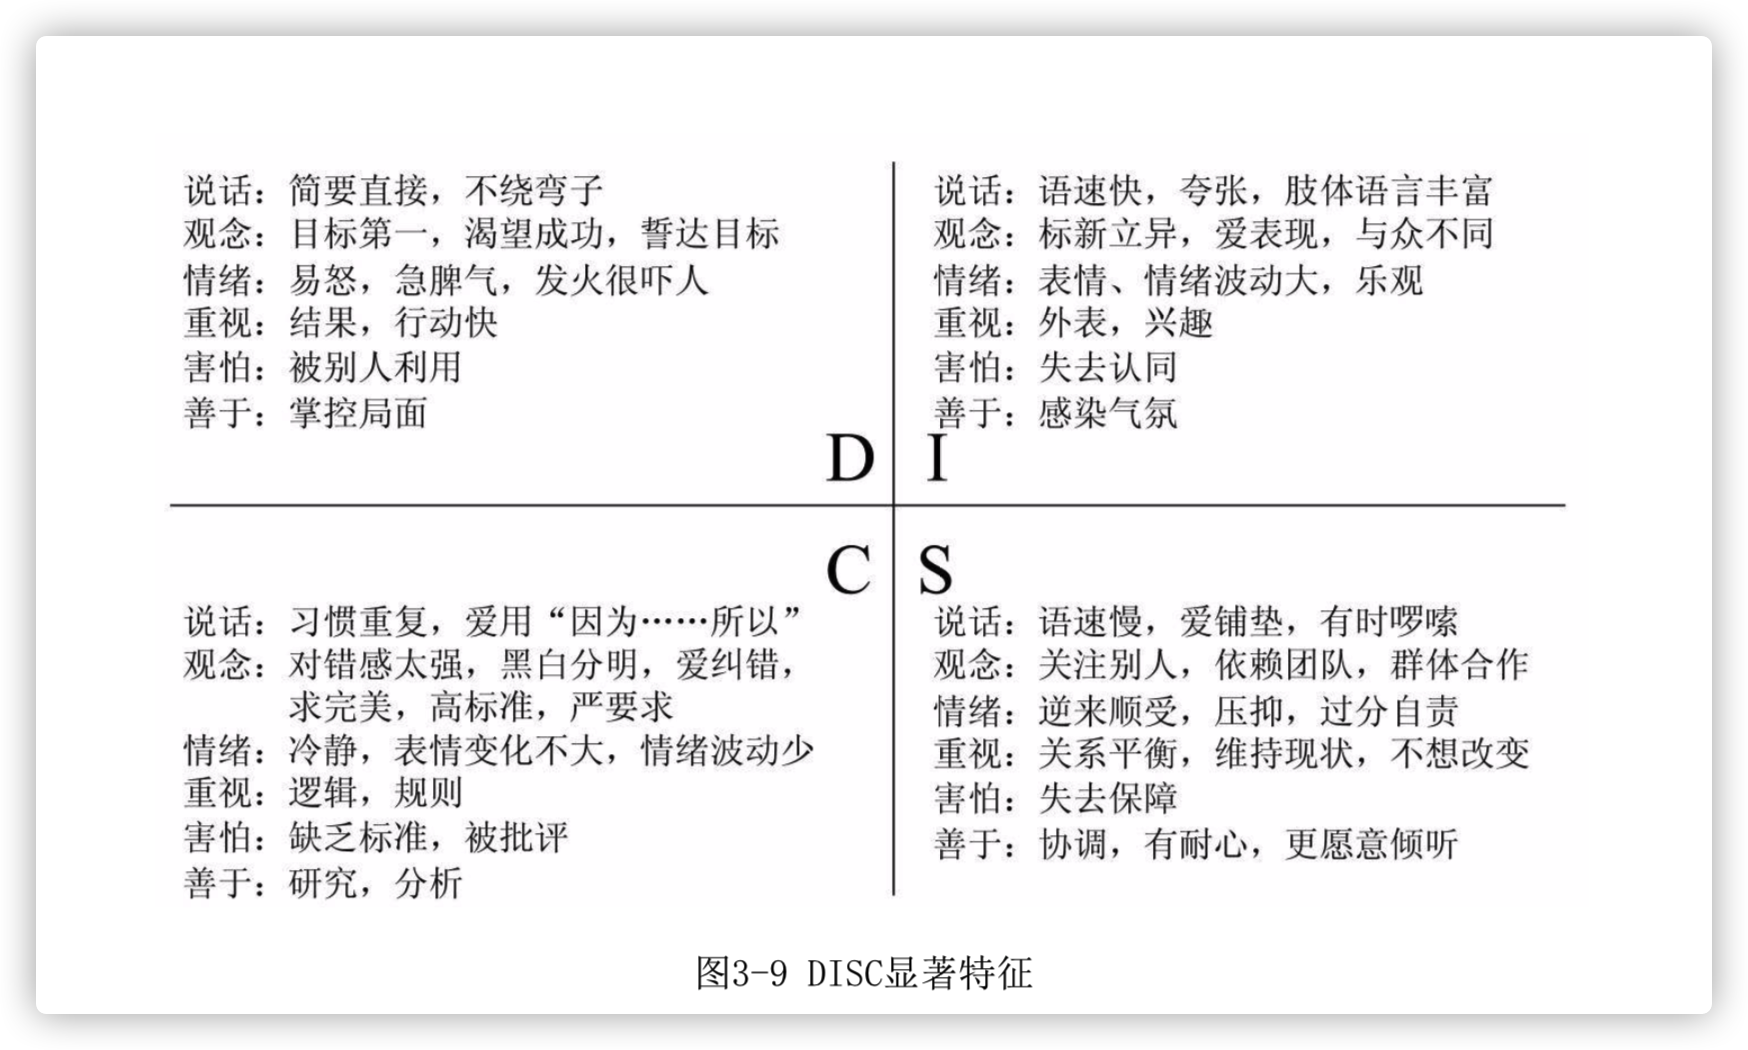 说话：简要直接，不绕弯子
观念：目标第一，渴望成功，誓达目标
情绪：易怒，急脾气，发火很吓人
重视：结果，行动快
害怕：被别人利用
善于：掌控局面
D
说话：语速快，夸张，肢体语言丰富
观念：标新立异，爱表现，与众不同
情绪：表情、情绪波动大，乐观
重视：外表，兴趣
害怕：失去认同
善于：感染气氛
I
C
说话：习惯重复，爱用“因为……所以”
观念：对错感太强，黑白分明，爱纠错，
求完美，高标准，严要求
情绪：冷静，表情变化不大，情绪波动少
重视：逻辑，规则
害怕：缺乏标准，被批评
善于：研究，分析
S
说话：语速慢，爱铺垫，有时啰嗦
观念：关注别人，依赖团队，群体合作
情绪：逆来顺受，压抑，过分自责
重视：关系平衡，维持现状，不想改变
害怕：失去保障
善于：协调，有耐心，更愿意倾听
图3-9 DISC显著特征